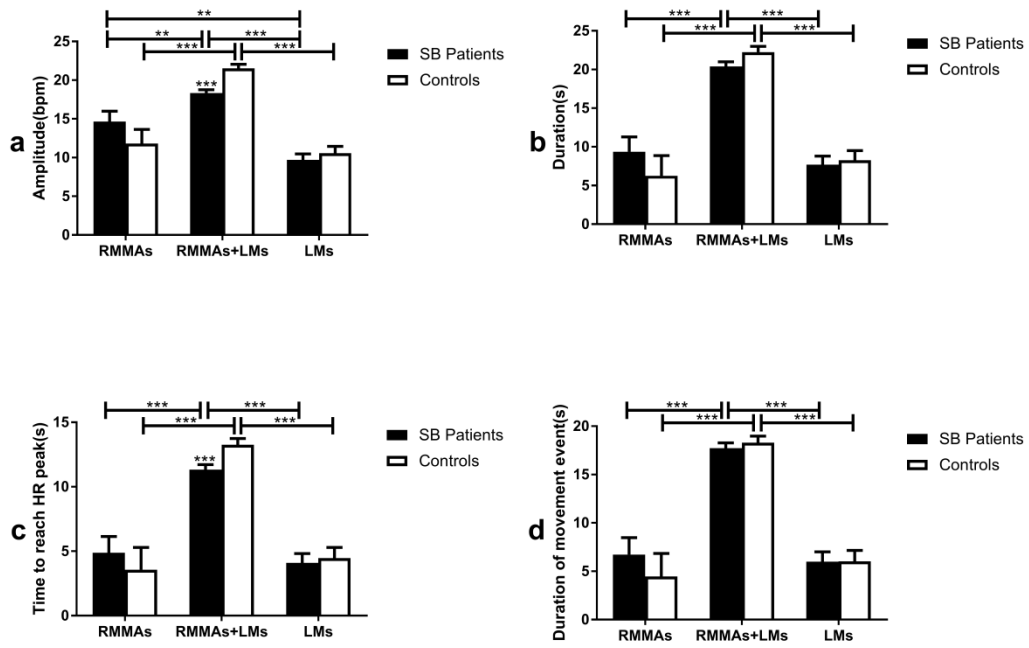 a
Amplitude(bpm)
25
20
15
10
5
0
**
** ***
*** ***
***
RMMAs RMMAs+LMs LMs
SB Patients
Controls
b
Duration(s)
25
20
15
10
5
0
*** ***
*** ***
RMMAs RMMAs+LMs LMs
SB Patients
Controls
c
Time to reach HR peak(s)
15
10
5
0
*** ***
*** ***
***
RMMAs RMMAs+LMs LMs
SB Patients
Controls
d
Duration of movement event(s)
20
15
10
5
0
*** ***
*** ***
RMMAs RMMAs+LMs LMs
SB Patients
Controls